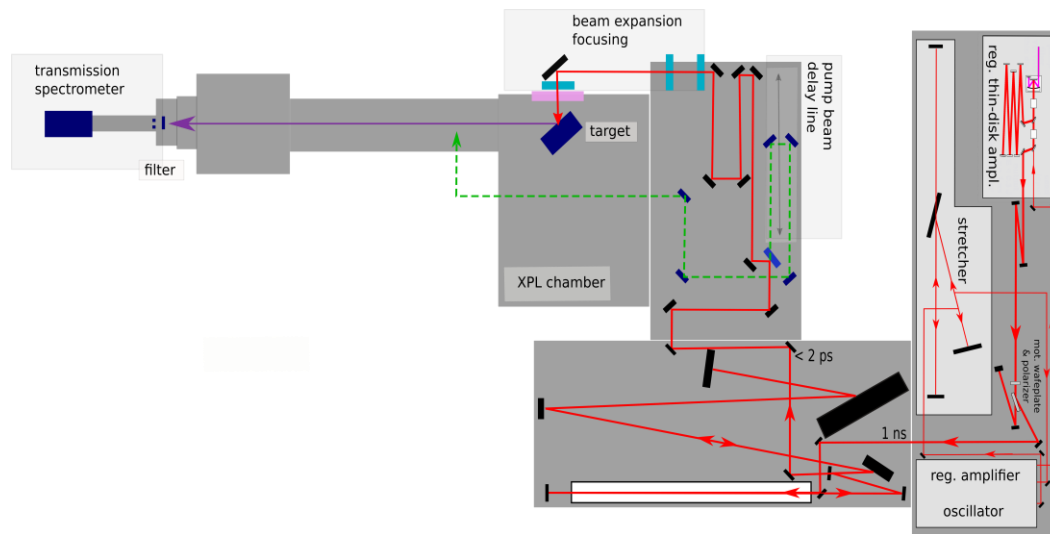 beam expansion
focusing
transmission
spectrometer
filter
target
pump beam
delay line
XPL chamber
< 2 ps
1 ns
reg. thin-disk ampl.
stretcher
mot. wafeplate
& polarizer
reg. amplifier
oscillator